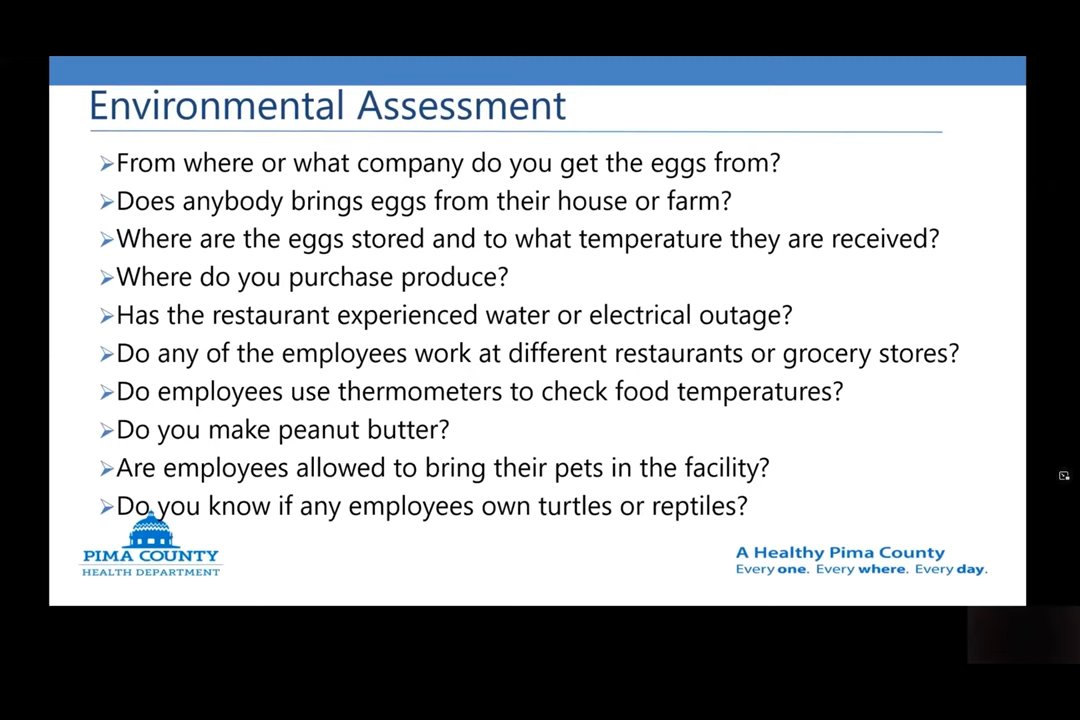 Environmental Assessment
➢From where or what company do you get the eggs from?
➢Does anybody brings eggs from their house or farm?
➢Where are the eggs stored and to what temperature they are received?
➢Where do you purchase produce?
➢Has the restaurant experienced water or electrical outage?
➢Do any of the employees work at different restaurants or grocery stores?
➢Do employees use thermometers to check food temperatures?
➢Do you make peanut butter?
➢Are employees allowed to bring their pets in the facility?
➢Do you know if any employees own turtles or reptiles?
PIMA COUNTY
HEALTH DEPARTMENT
A Healthy Pima County
Every one. Every where. Every day.